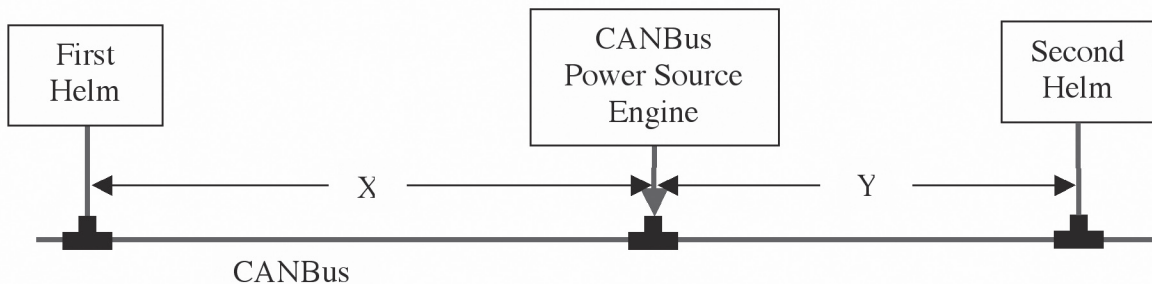 First
Helm
CANBus
Power Source
Engine
Second
Helm
X
Y
CANBus